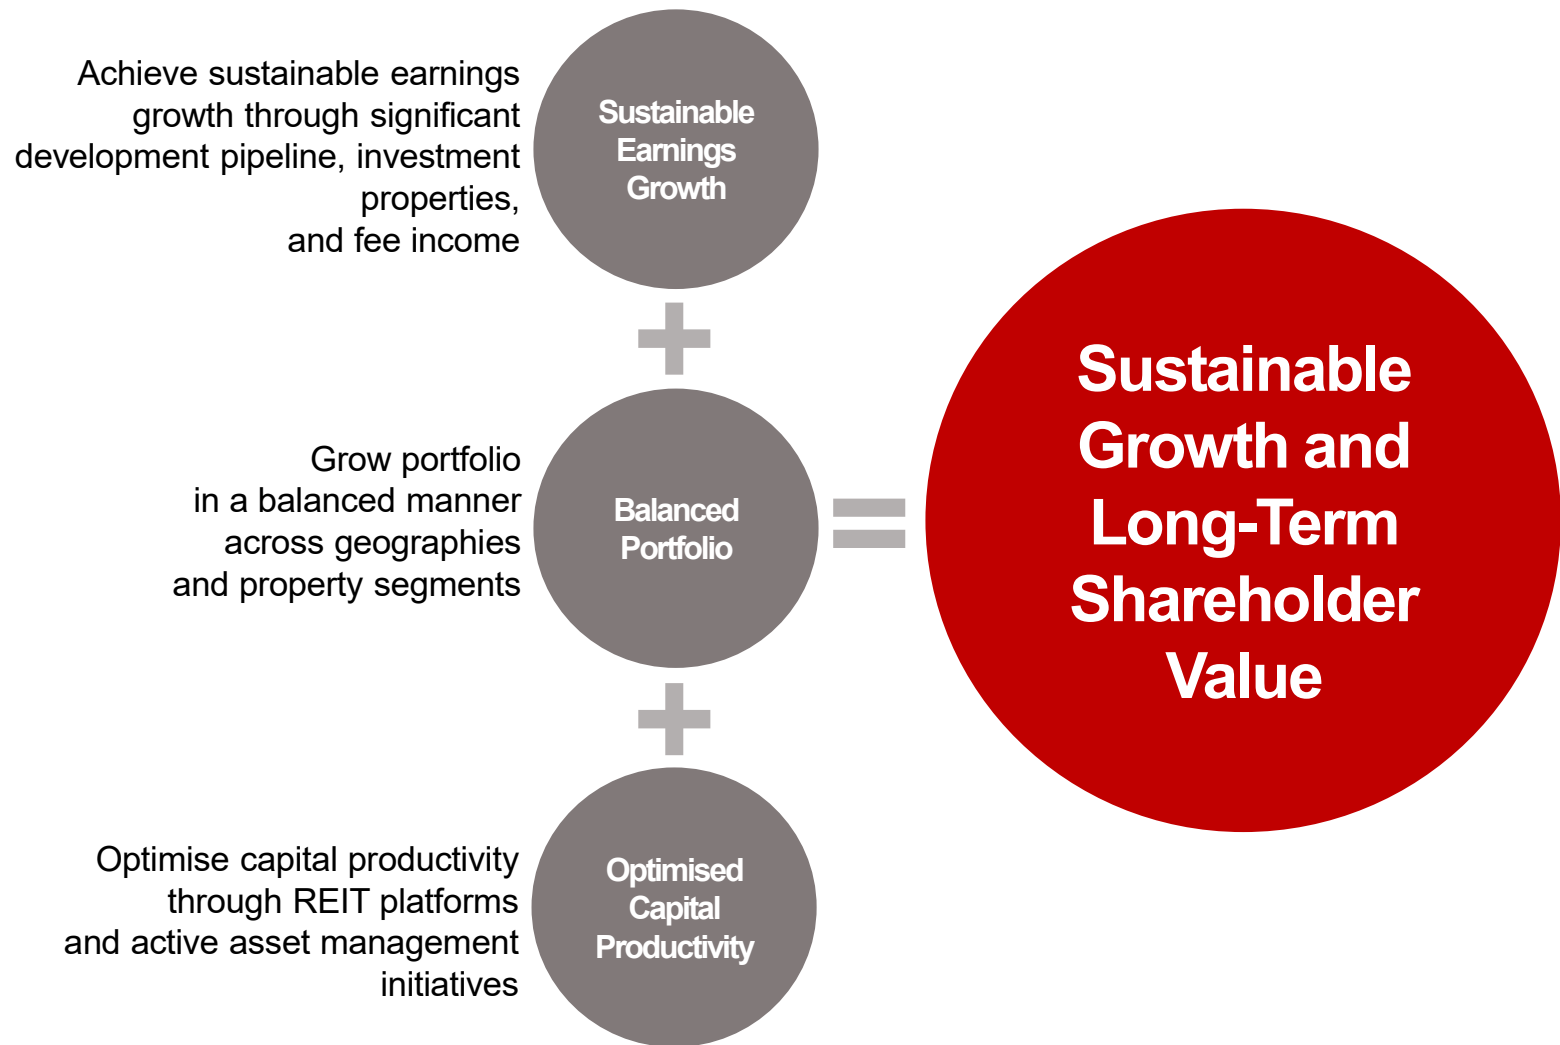 Achieve sustainable earnings
growth through significant
development pipeline, investment
properties,
and fee income
Sustainable
Earnings
Growth
Grow portfolio
in a balanced manner
across geographies
and property segments
Balanced
Portfolio
Optimise capital productivity
through REIT platforms
and active asset management
initiatives
Optimised
Capital
Productivity
Sustainable
Growth and
Long-Term
Shareholder
Value